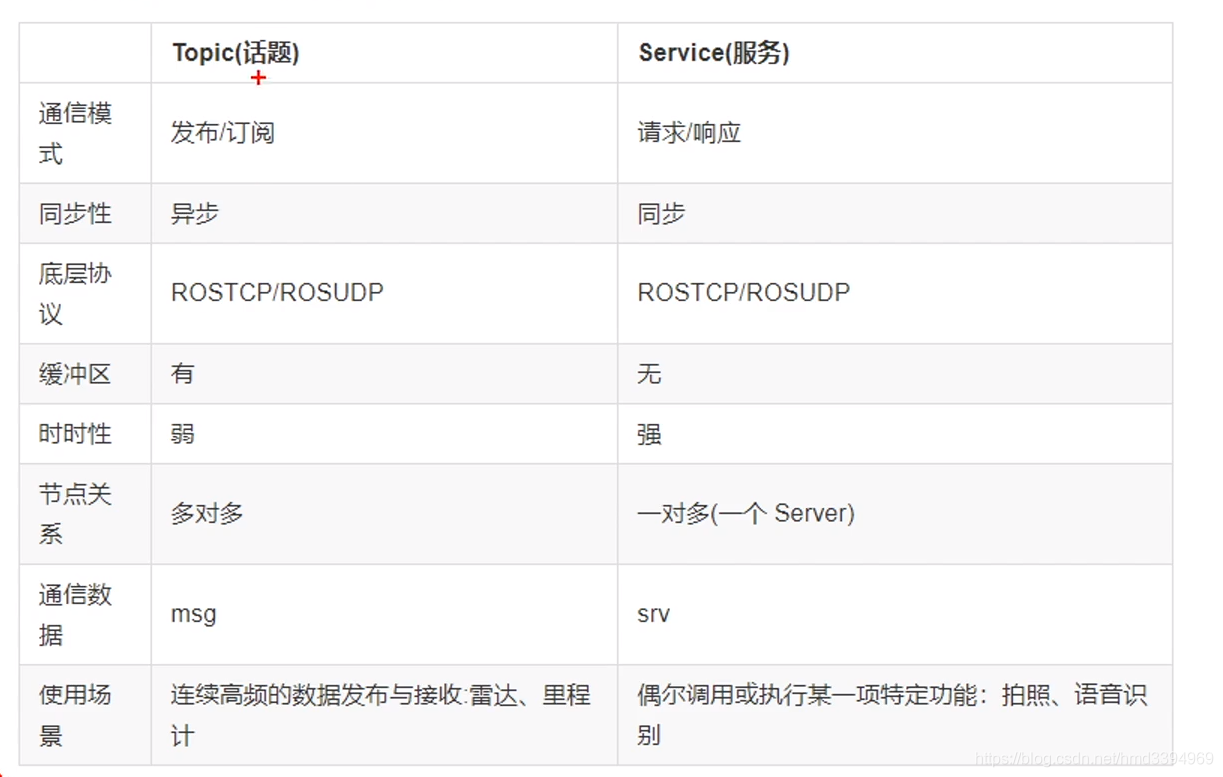 Topic(话题)
Service(服务)
通信模
式
发布/订阅
请求/响应
同步性
异步
同步
底层协
议
ROSTCP/ROSUDP
ROSTCP/ROSUDP
缓冲区
有
无
时时性
弱
强
节点关
系
多对多
一对多(一个 Server)
通信数
据
msg
srv
使用场
景
连续高频的数据发布与接收:雷达、里程
计
偶尔调用或执行某一项特定功能：拍照、语音识
别
https://blog.csdn.net/hmd3394969